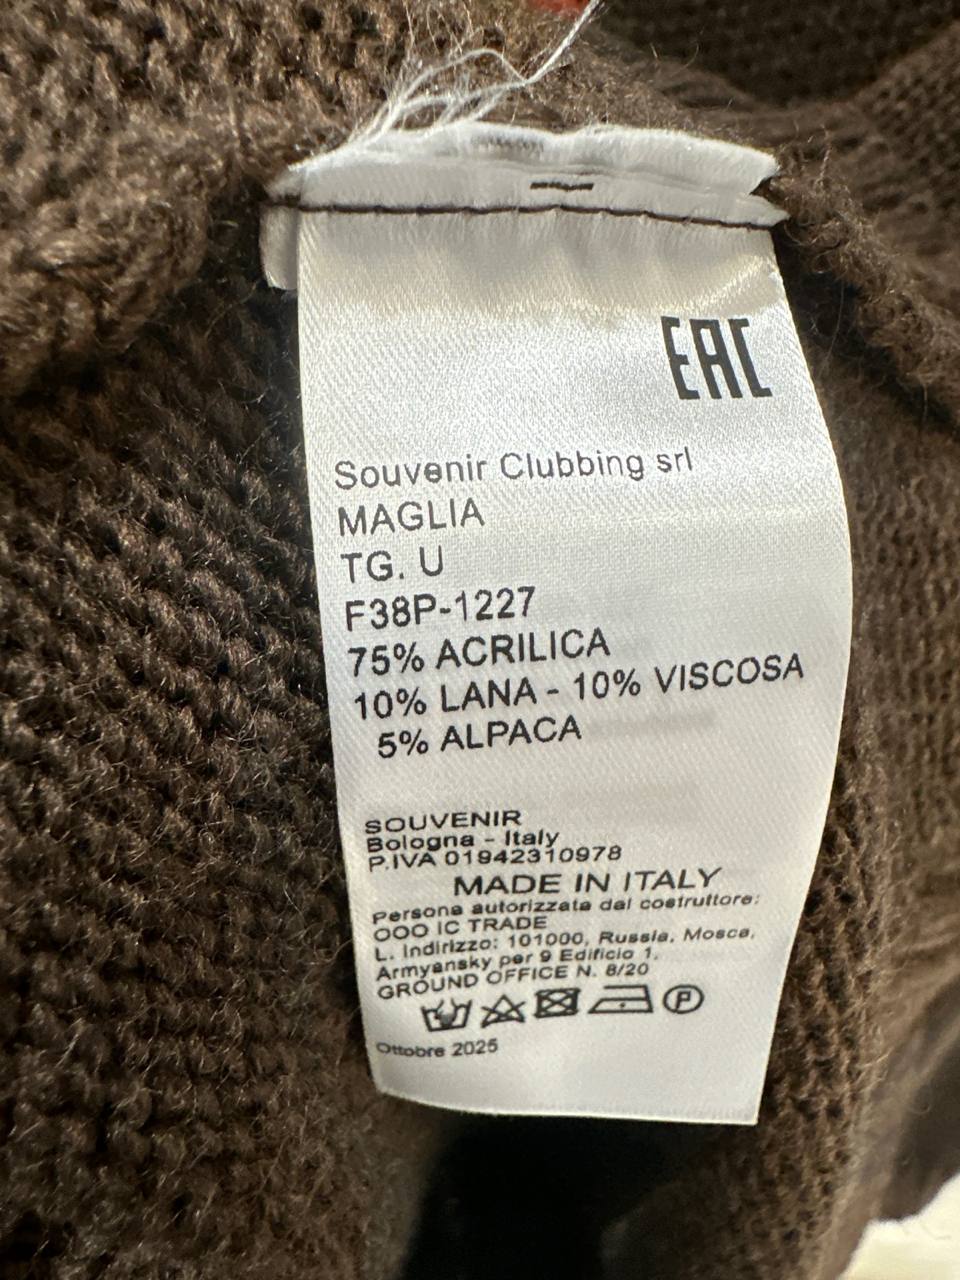 EAC
Souvenir Clubbing srl
MAGLIA
TG. U
F38P-1227
75% ACRILICA
10% LANA - 10% VISCOSA
5% ALPACA
SOUVENIR
Bologna - Italy
P.IVA 01942310978
MADE IN ITALY
Persona autorizzata dal costruttore:
OOO IC TRADE
L. Indirizzo: 101000, Russia, Mosca,
Armyansky per 9 Edificio 1,
GROUND OFFICE N. 8/20
P
Ottobre 2025